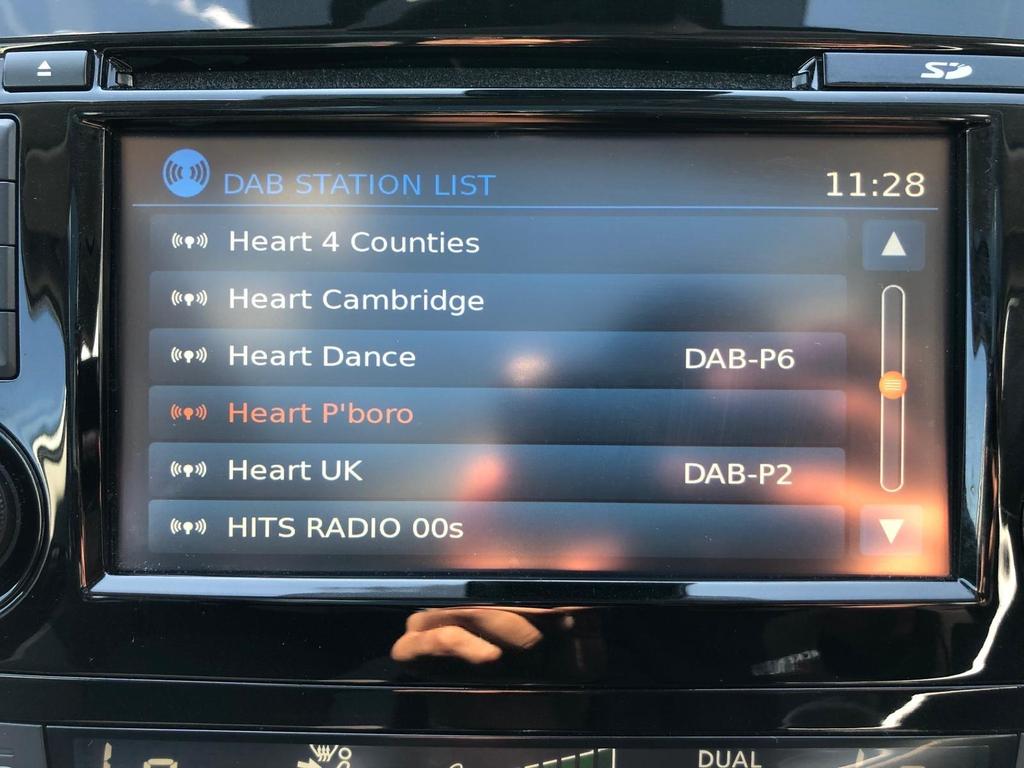 SD
DAB STATION LIST 11:28
Heart 4 Counties
Heart Cambridge
Heart Dance DAB-P6
Heart P'boro
Heart UK DAB-P2
HITS RADIO 00s
DUAL